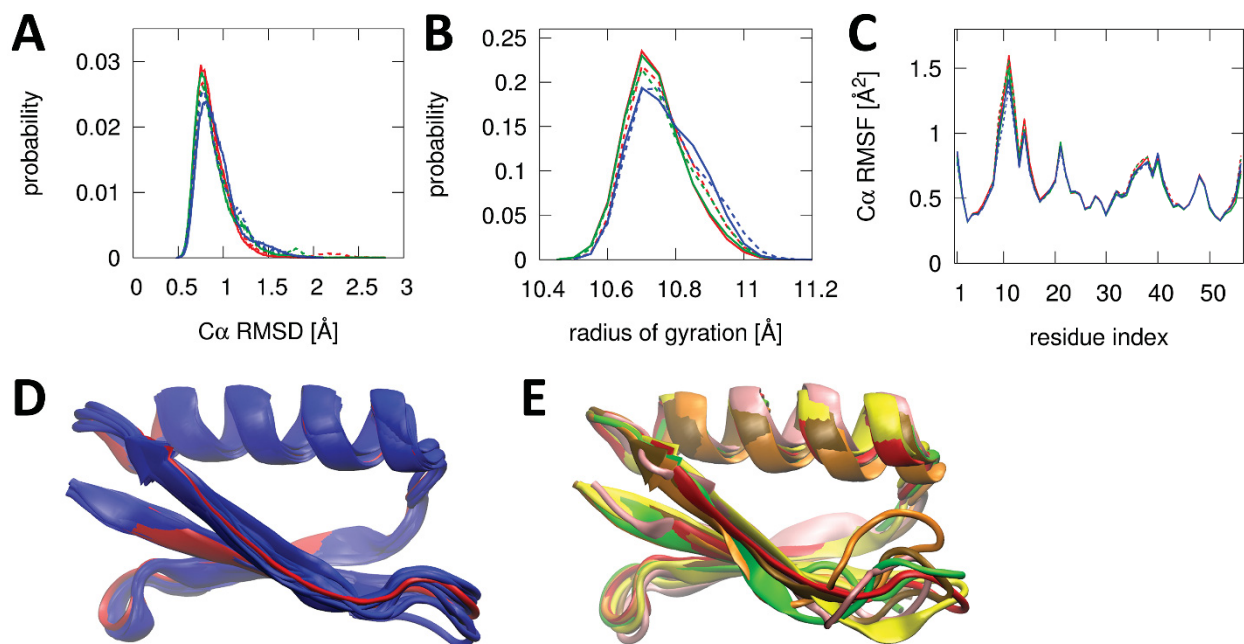 A
probability
0.03
0.02
0.01
0
0 0.5 1 1.5 2 2.5 3
Cα RMSD [Å]
B
probability
0.25
0.2
0.15
0.1
0.05
0
10.4 10.6 10.8 11 11.2
radius of gyration [Å]
C
Cα RMSF [Å²]
1.5
1
0.5
0
1 10 20 30 40 50
residue index
D
E